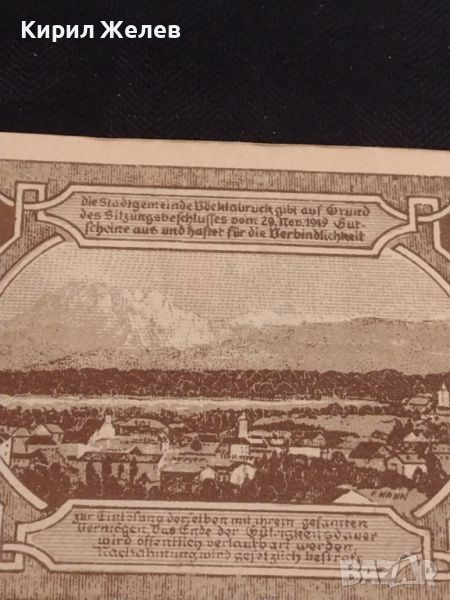 Кирил Желев
die Stadtgemeinde Vöcklabruck gibt auf Grund
des Sitzungsbeschlusses vom 29. Nov. 1919 Gut-
scheine aus und haftet für die Verbindlichkeit
zur Einlösung derselben mit ihrem gesamten
Vermögen. Das Ende der Gültigkeitsdauer
wird öffentlich verlautbart werden.
Nachahmung wird gesetzlich bestraft.
BAZAR